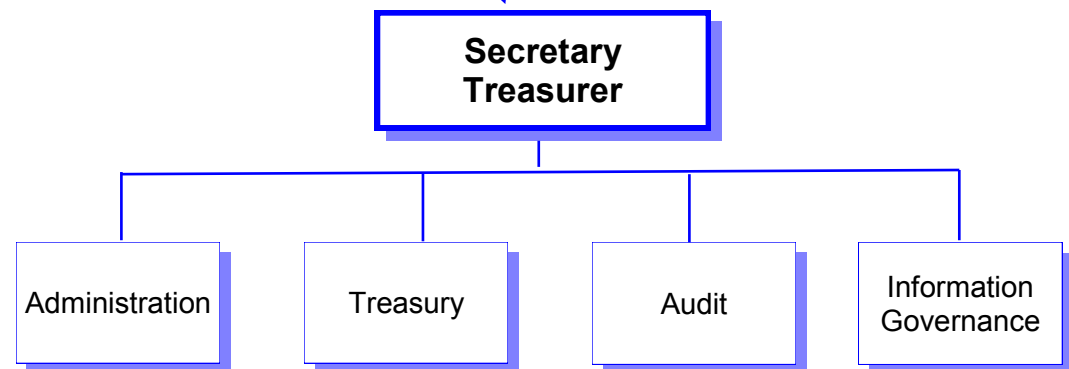 Secretary
Treasurer
Administration
Treasury
Audit
Information
Governance